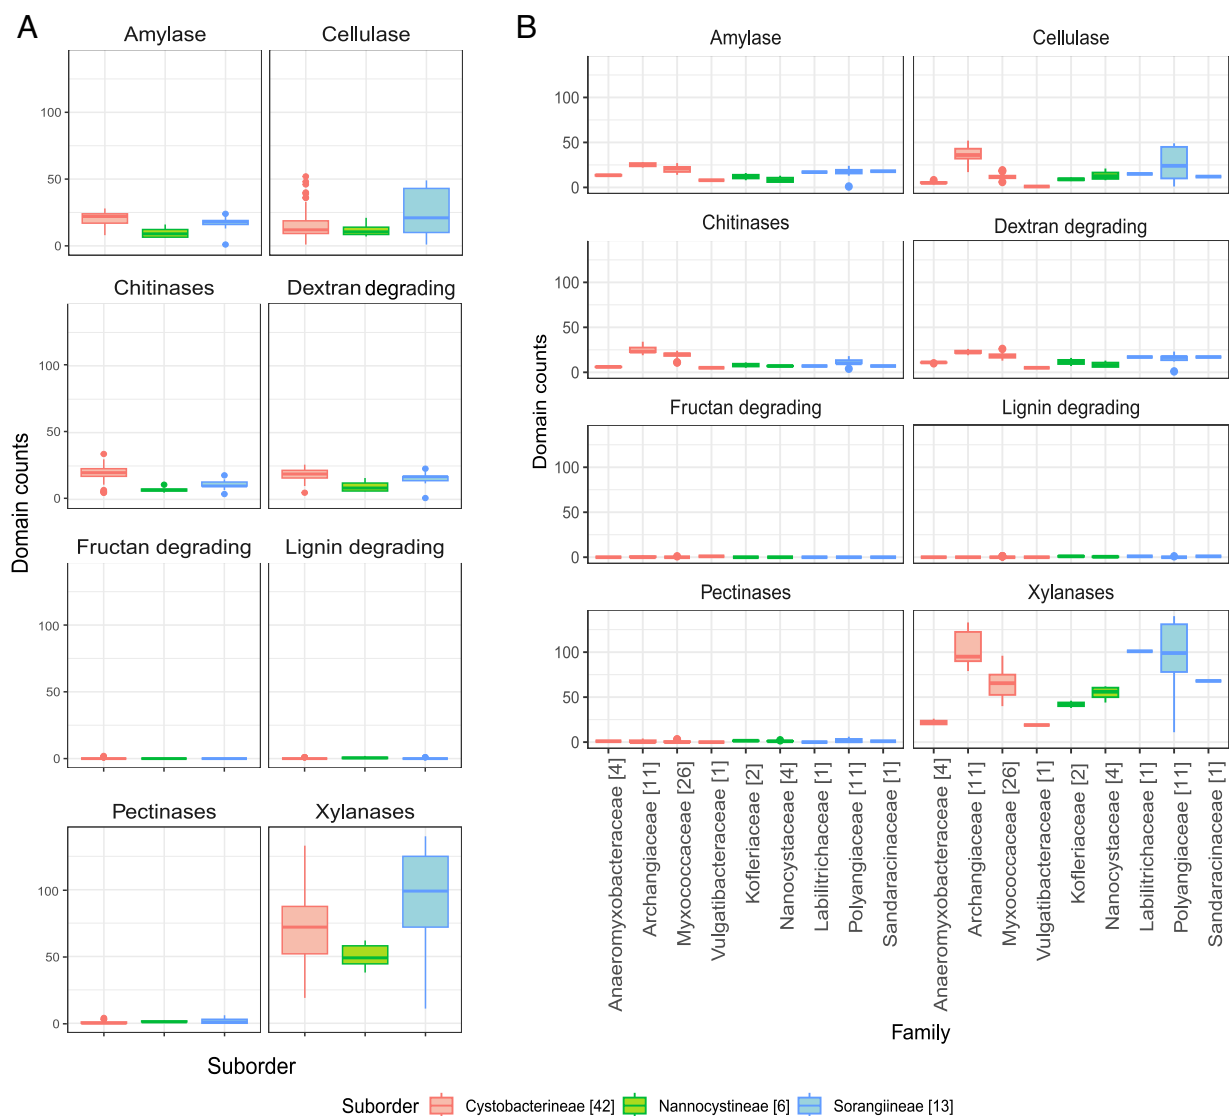 A
Amylase
Cellulase
100
50
0
Chitinases
Dextran degrading
100
50
0
Domain counts
Fructan degrading
Lignin degrading
100
50
0
Pectinases
Xylanases
100
50
0
Suborder
B
Amylase
Cellulase
100
50
0
Chitinases
Dextran degrading
100
50
0
Domain counts
Fructan degrading
Lignin degrading
100
50
0
Pectinases
Xylanases
100
50
0
Anaeromyxobacteraceae [4]
Archangiaceae [11]
Myxococcaceae [26]
Vulgatibacteraceae [1]
Kofleriaceae [2]
Nannocystaceae [4]
Labilitrichaceae [1]
Polyangiaceae [11]
Sandaracinaceae [1]
Anaeromyxobacteraceae [4]
Archangiaceae [11]
Myxococcaceae [26]
Vulgatibacteraceae [1]
Kofleriaceae [2]
Nannocystaceae [4]
Labilitrichaceae [1]
Polyangiaceae [11]
Sandaracinaceae [1]
Family
Suborder Cystobacterineae [42] Nannocystineae [6] Sorangiineae [13]